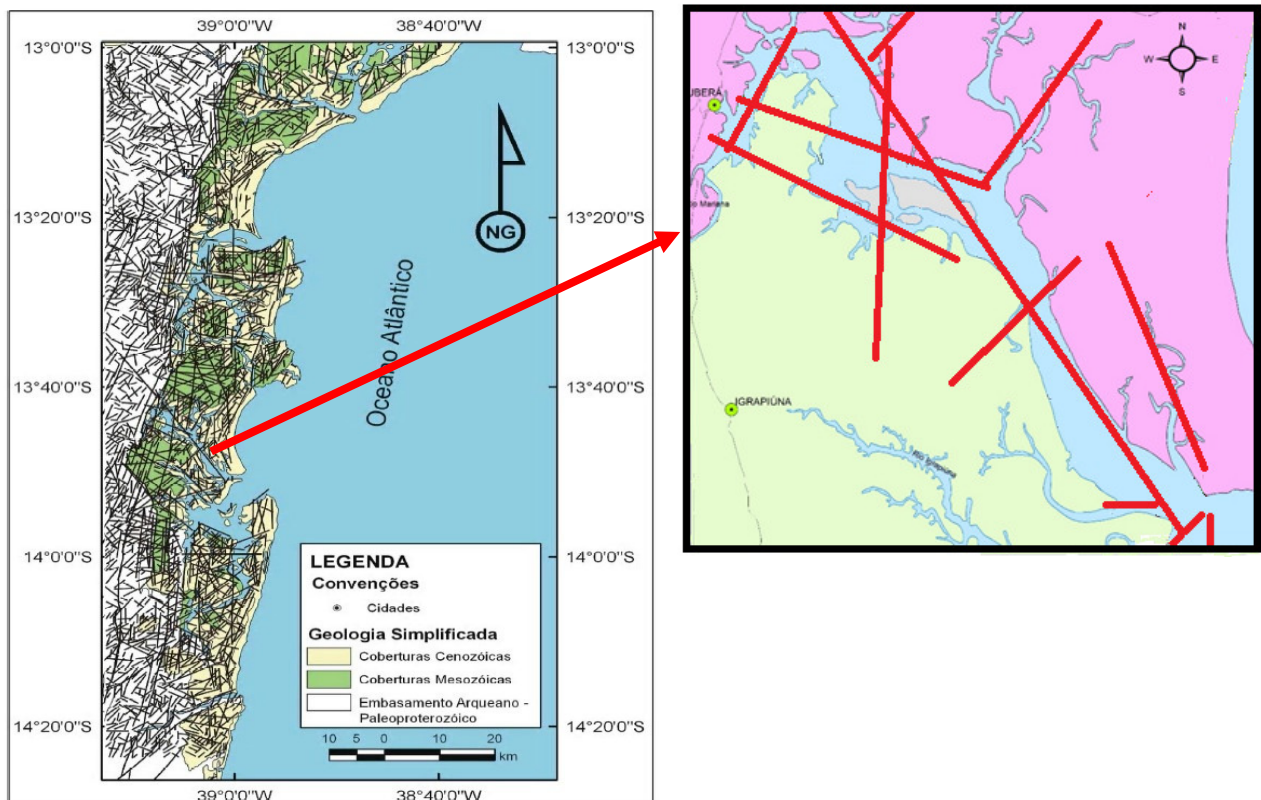 39°0'0"W
38°40'0"W
13°0'0"S
13°0'0"S
13°20'0"S
13°20'0"S
13°40'0"S
13°40'0"S
14°0'0"S
14°0'0"S
14°20'0"S
14°20'0"S
NG
Oceano Atlântico
LEGENDA
Convenções
Cidades
Geologia Simplificada
Coberturas Cenozóicas
Coberturas Mesozóicas
Embasamento Arqueano -
Paleoproterozóico
10 5 0 10 20
km
39°0'0"W
38°40'0"W
N
W E
S
UBERÁ
IGRAPIÚNA
Rio Igrapiúna